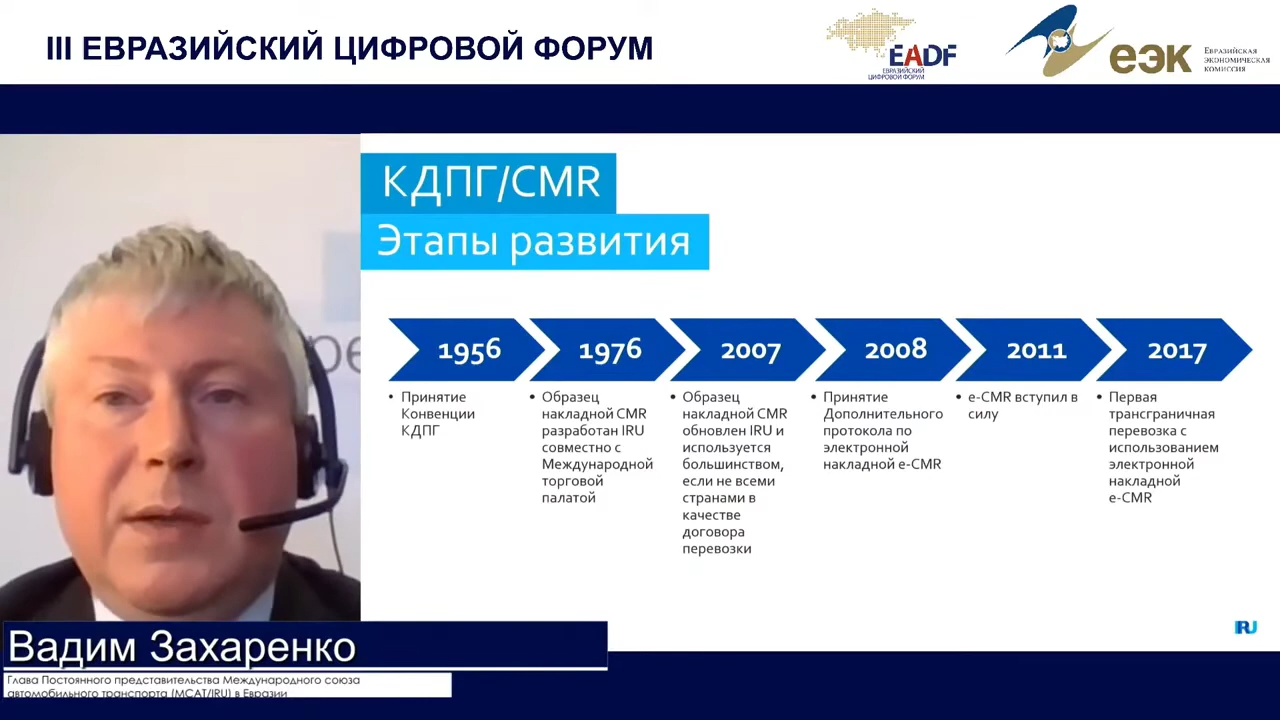 III ЕВРАЗИЙСКИЙ ЦИФРОВОЙ ФОРУМ
EADF
ЕВРАЗИЙСКИЙ
ЦИФРОВОЙ ФОРУМ
еэк
ЕВРАЗИЙСКАЯ
ЭКОНОМИЧЕСКАЯ
КОМИССИЯ
КДПГ/CMR
Этапы развития
1956
• Принятие
Конвенции
КДПГ
1976
• Образец
накладной CMR
разработан IRU
совместно с
Международной
торговой
палатой
2007
• Образец
накладной CMR
обновлен IRU и
используется
большинством,
если не всеми
странами в
качестве
договора
перевозки
2008
• Принятие
Дополнительного
протокола по
электронной
накладной e-CMR
2011
• e-CMR вступил в
силу
2017
• Первая
трансграничная
перевозка с
использованием
электронной
накладной
e-CMR
IRU
Вадим Захаренко
Глава Постоянного представительства Международного союза
автомобильного транспорта (МСАТ/IRU) в Евразии